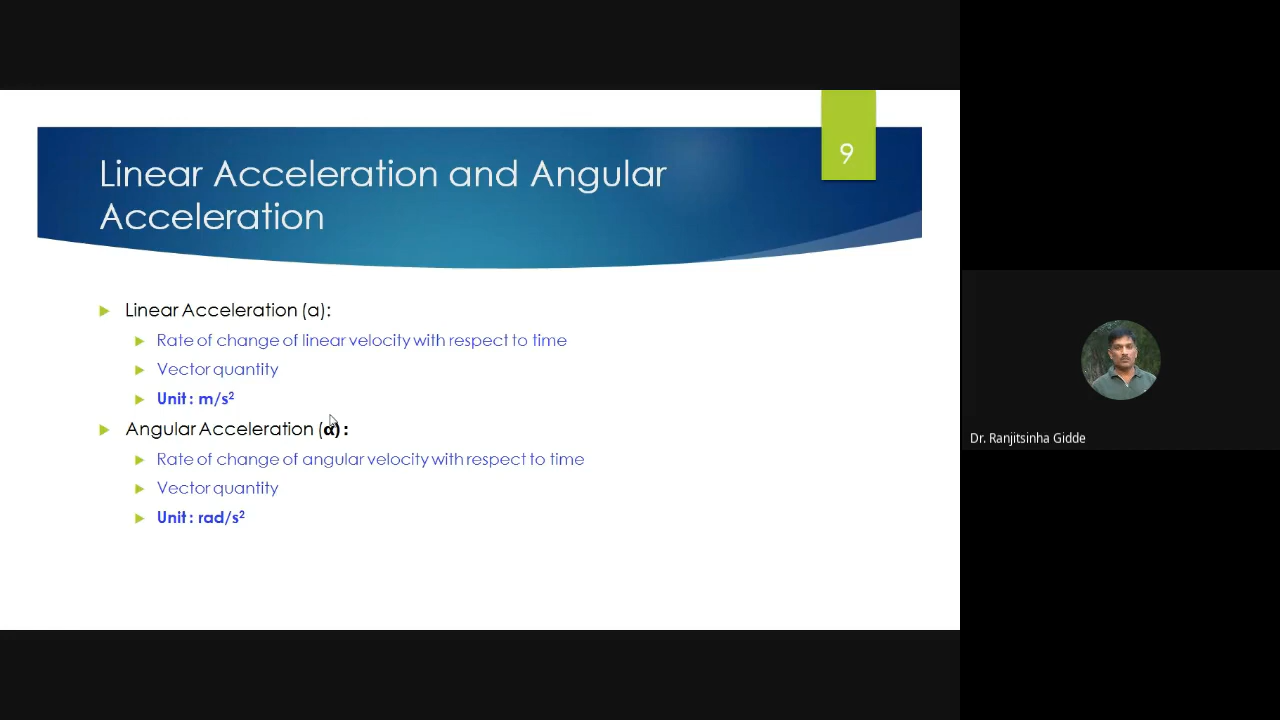 9
Linear Acceleration and Angular
Acceleration
Linear Acceleration (a):
Rate of change of linear velocity with respect to time
Vector quantity
Unit : m/s²
Angular Acceleration (α) :
Rate of change of angular velocity with respect to time
Vector quantity
Unit : rad/s²
Dr. Ranjitsinha Gidde